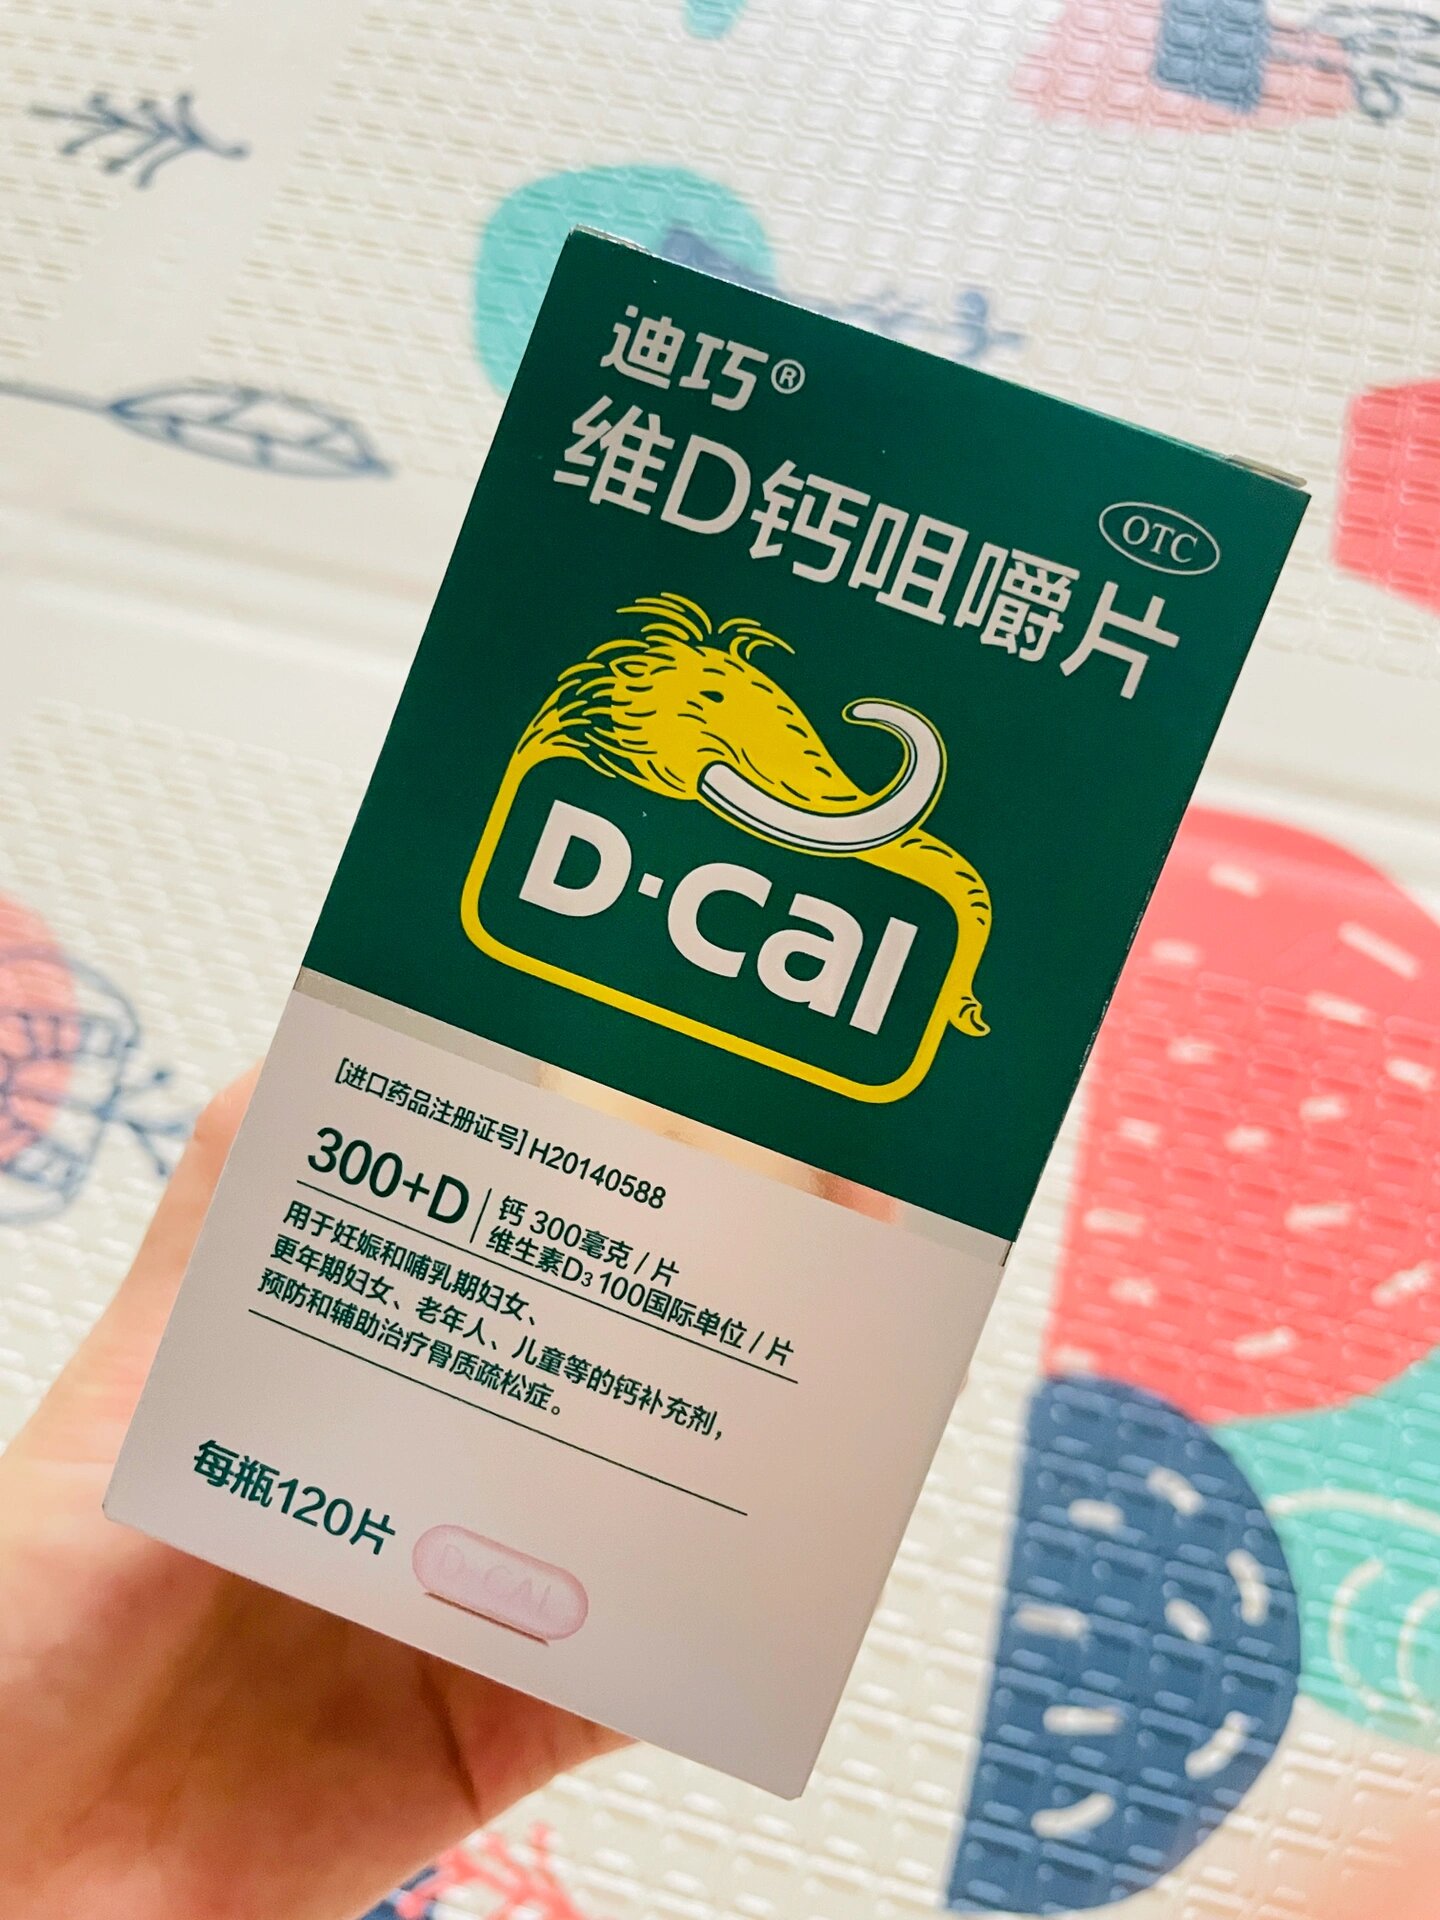 迪巧®
维D钙咀嚼片
OTC
D·Cal
[进口药品注册证号] H20140588
300+D
钙 300毫克 / 片
维生素D₃ 100国际单位 / 片
用于妊娠和哺乳期妇女、
更年期妇女、老年人、儿童等的钙补充剂，
预防和辅助治疗骨质疏松症。
每瓶120片
D-CAL